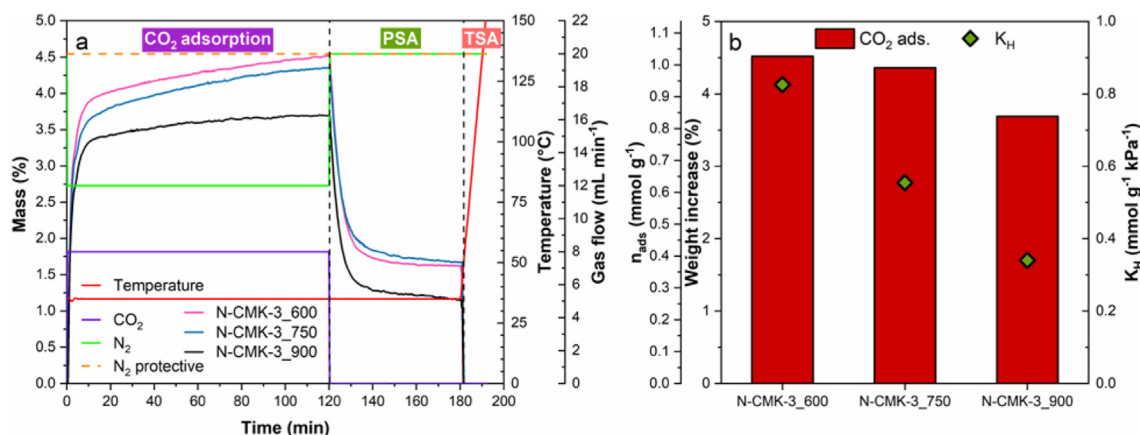 a
CO₂ adsorption
PSA
TSA
Mass (%)
5.0
4.5
4.0
3.5
3.0
2.5
2.0
1.5
1.0
0.5
0.0
Temperature
CO₂
N₂
N₂ protective
N-CMK-3_600
N-CMK-3_750
N-CMK-3_900
0 20 40 60 80 100 120 140 160 180 200
Time (min)
150
125
100
75
50
25
0
Temperature (°C)
22
20
18
16
14
12
10
8
6
4
2
0
Gas flow (mL min⁻¹)
b
CO₂ ads.
K_H
n_ads (mmol g⁻¹)
1.1
1.0
0.9
0.8
0.7
0.6
0.5
0.4
0.3
0.2
0.1
0.0
Weight increase (%)
5
4
3
2
1
0
N-CMK-3_600 N-CMK-3_750 N-CMK-3_900
1.0
0.8
0.6
0.4
0.2
0.0
K_H (mmol g⁻¹ kPa⁻¹)